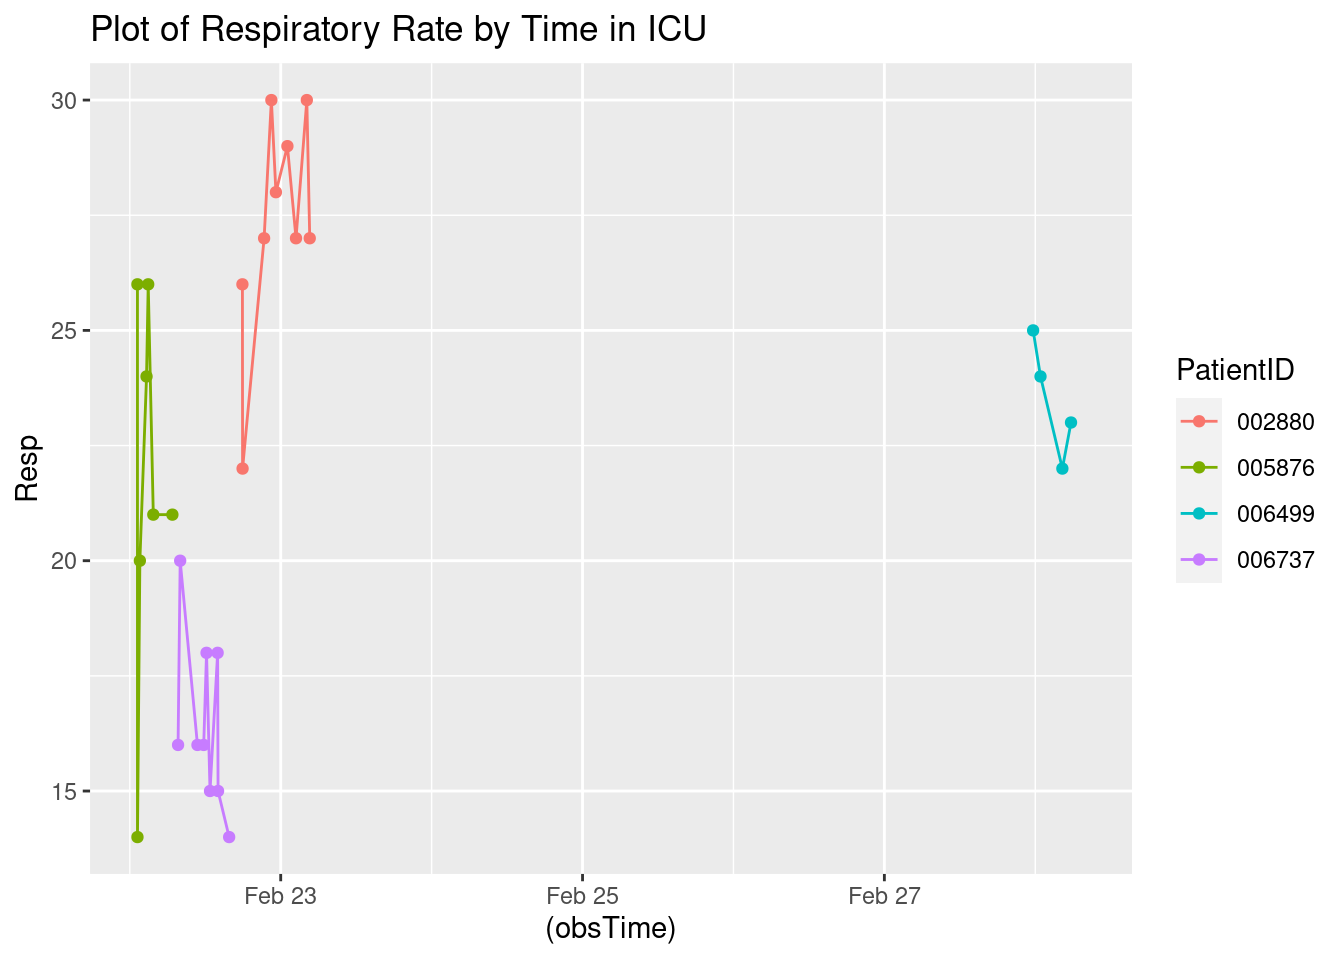 Plot of Respiratory Rate by Time in ICU
30
25
20
15
Resp
Feb 23
Feb 25
Feb 27
(obsTime)
PatientID
002880
005876
006499
006737